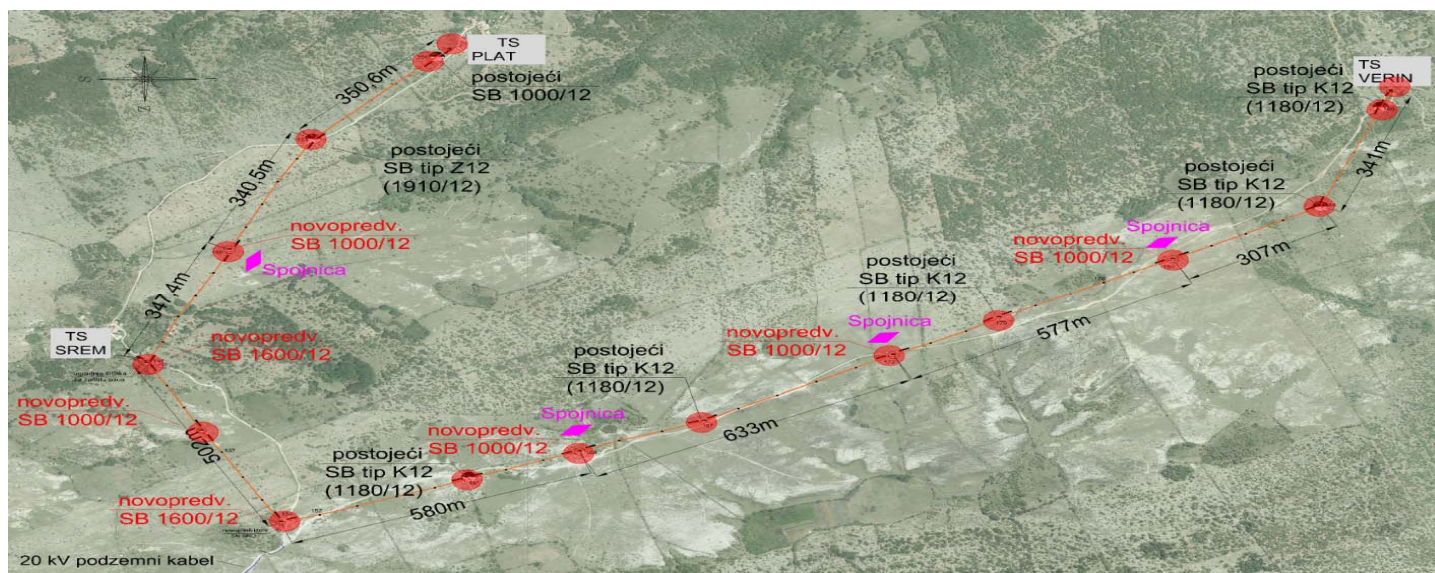 TS
PLAT
postojeći
SB 1000/12
350,6m
postojeći
SB tip Z12
(1910/12)
340,5m
novopredv.
SB 1000/12
Spojnica
347,4m
TS
SREM
novopredv.
SB 1600/12
novopredv.
SB 1000/12
502m
novopredv.
SB 1600/12
20 kV podzemni kabel
postojeći
SB tip K12
(1180/12)
580m
novopredv.
SB 1000/12
Spojnica
postojeći
SB tip K12
(1180/12)
633m
novopredv.
SB 1000/12
Spojnica
postojeći
SB tip K12
(1180/12)
577m
novopredv.
SB 1000/12
Spojnica
307m
postojeći
SB tip K12
(1180/12)
341m
postojeći
SB tip K12
(1180/12)
TS
VERIN